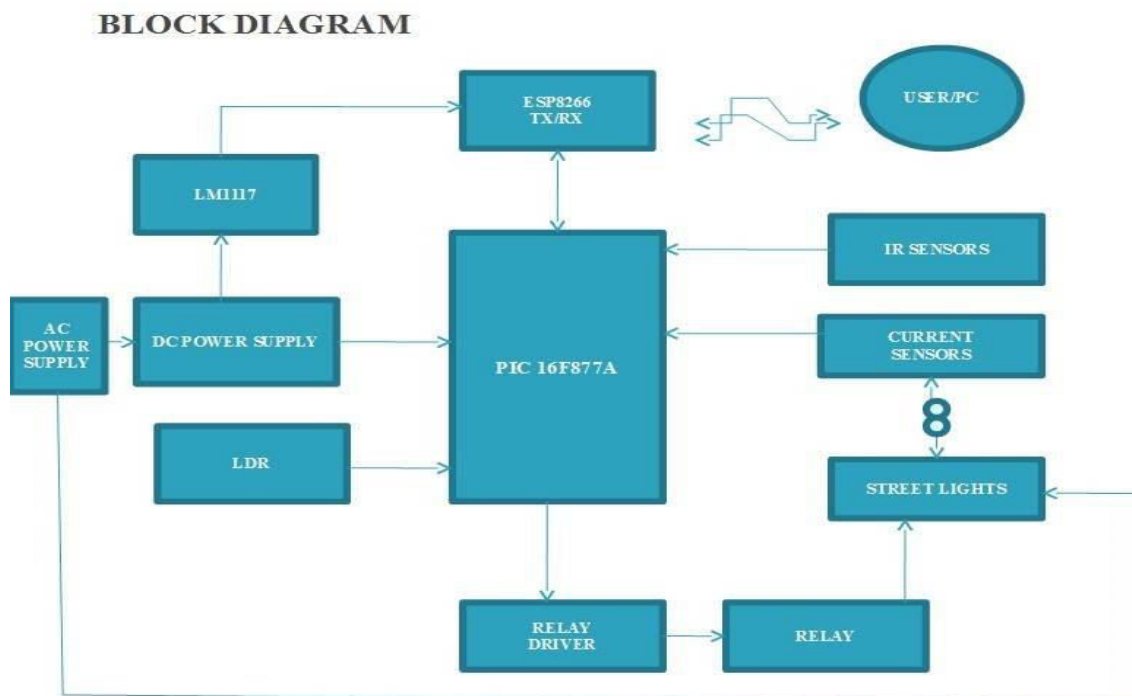 BLOCK DIAGRAM
ESP8266
TX/RX
USER/PC
LM1117
IR SENSORS
AC
POWER
SUPPLY
DC POWER SUPPLY
PIC 16F877A
CURRENT
SENSORS
8
LDR
STREET LIGHTS
RELAY
DRIVER
RELAY